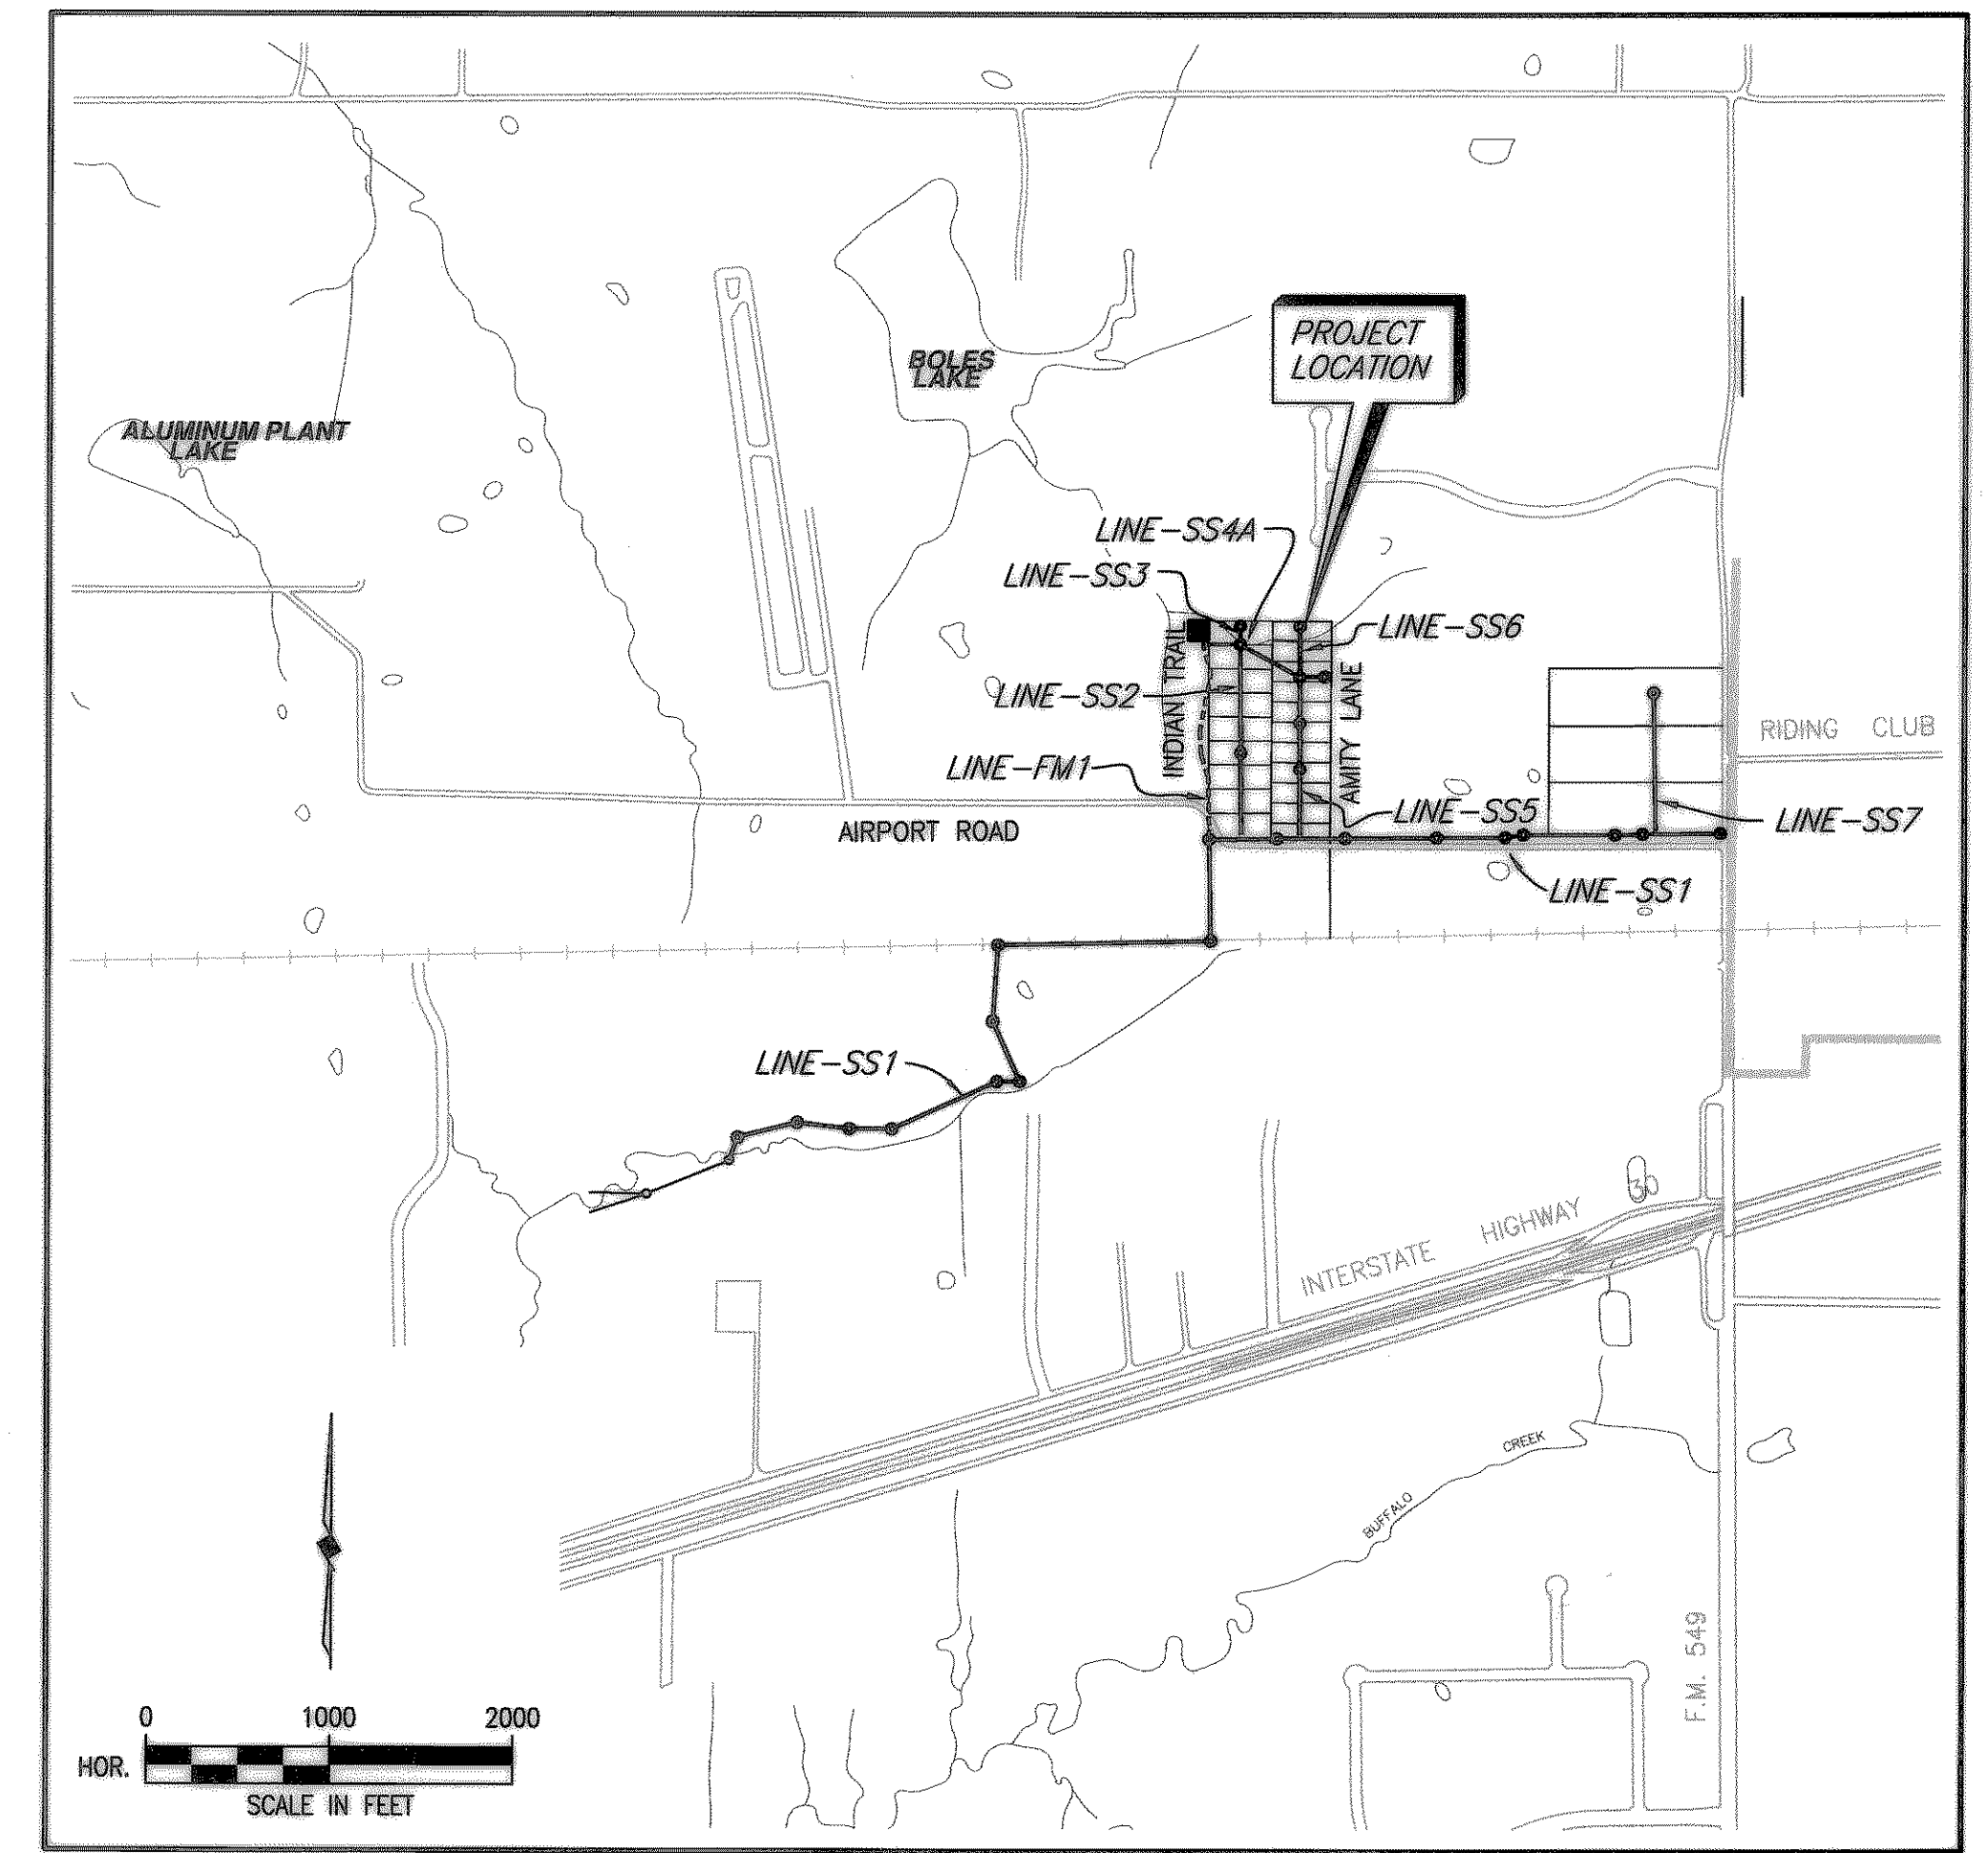 PROJECT
LOCATION
BOLES
LAKE
ALUMINUM PLANT
LAKE
LINE-SS4A
LINE-SS3
LINE-SS6
LINE-SS2
INDIAN TRAIL
AMITY LANE
RIDING CLUB
LINE-FM1
LINE-SS5
LINE-SS7
AIRPORT ROAD
LINE-SS1
LINE-SS1
INTERSTATE HIGHWAY 30
CREEK
BUFFALO
F.M. 549
0 1000 2000
HOR.
SCALE IN FEET